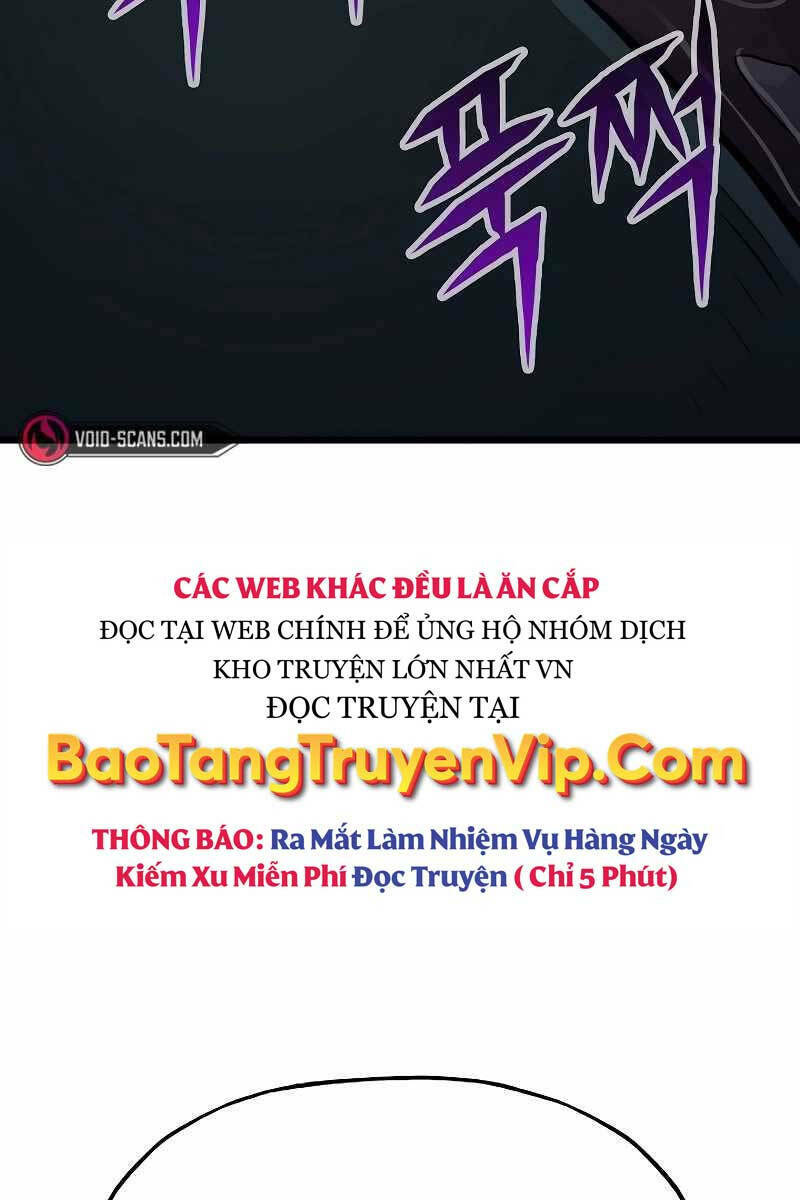 푹쩍
VOID-SCANS.COM
CÁC WEB KHÁC ĐỀU LÀ ĂN CẮP
ĐỌC TẠI WEB CHÍNH ĐỂ ỦNG HỘ NHÓM DỊCH
KHO TRUYỆN LỚN NHẤT VN
ĐỌC TRUYỆN TẠI
BaoTangTruyenVip.Com
THÔNG BÁO: Ra Mắt Làm Nhiệm Vụ Hàng Ngày
Kiếm Xu Miễn Phí Đọc Truyện ( Chỉ 5 Phút)